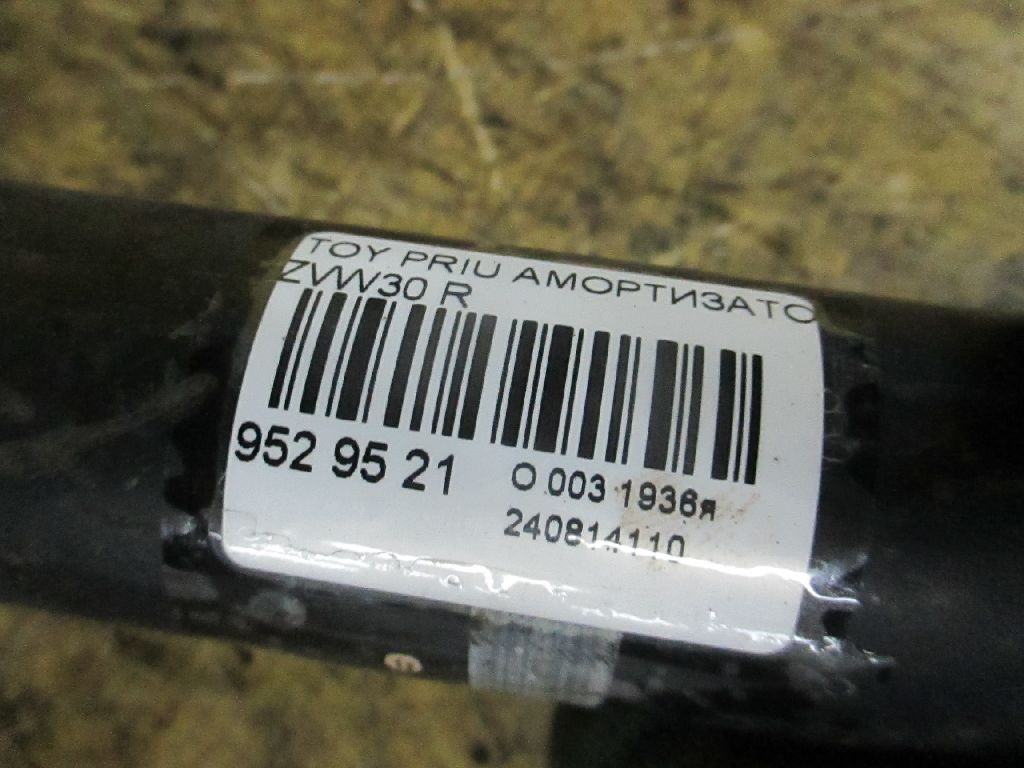 TOY PRIU АМОРТИЗАТО
ZVW30 R
952 95 21
О 003 1936я
240814110